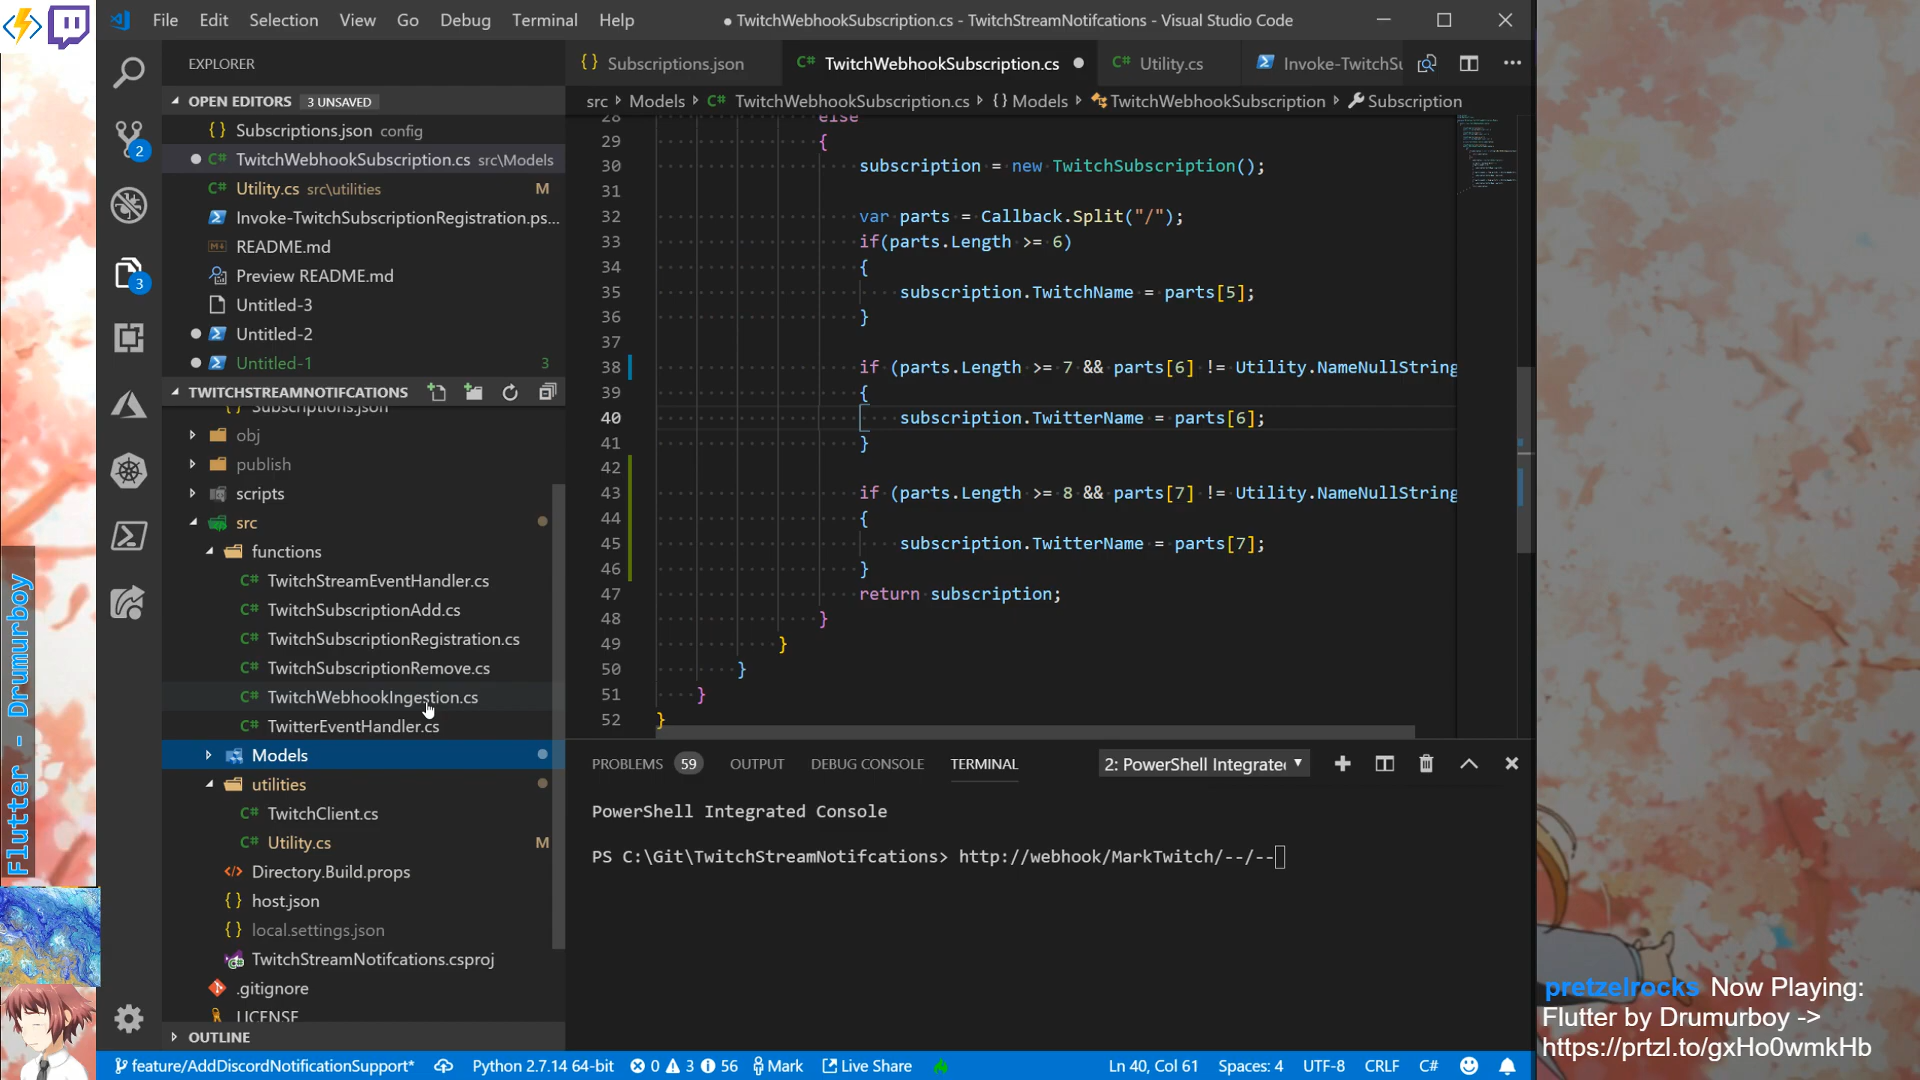 File Edit Selection View Go Debug Terminal Help
● TwitchWebhookSubscription.cs - TwitchStreamNotifcations - Visual Studio Code
EXPLORER
OPEN EDITORS 3 UNSAVED
Subscriptions.json config
TwitchWebhookSubscription.cs src\Models
Utility.cs src\utilities M
Invoke-TwitchSubscriptionRegistration.ps...
README.md
Preview README.md
Untitled-3
Untitled-2
Untitled-1 3
TWITCHSTREAMNOTIFCATIONS
Subscriptions.json
obj
publish
scripts
src
functions
TwitchStreamEventHandler.cs
TwitchSubscriptionAdd.cs
TwitchSubscriptionRegistration.cs
TwitchSubscriptionRemove.cs
TwitchWebhookIngestion.cs
TwitterEventHandler.cs
Models
utilities
TwitchClient.cs
Utility.cs M
Directory.Build.props
host.json
local.settings.json
TwitchStreamNotifcations.csproj
.gitignore
LICENSE
OUTLINE
2
3
Subscriptions.json TwitchWebhookSubscription.cs Utility.cs Invoke-TwitchSu
src Models TwitchWebhookSubscription.cs {} Models TwitchWebhookSubscription Subscription
28 else
29 {
30 subscription = new TwitchSubscription();
31
32 var parts = Callback.Split("/");
33 if(parts.Length >= 6)
34 {
35 subscription.TwitchName = parts[5];
36 }
37
38 if (parts.Length >= 7 && parts[6] != Utility.NameNullString
39 {
40 subscription.TwitterName = parts[6];
41 }
42
43 if (parts.Length >= 8 && parts[7] != Utility.NameNullString
44 {
45 subscription.TwitterName = parts[7];
46 }
47 return subscription;
48 }
49 }
50 }
51 }
52 }
PROBLEMS 59 OUTPUT DEBUG CONSOLE TERMINAL 2: PowerShell Integrate
PowerShell Integrated Console
PS C:\Git\TwitchStreamNotifcations> http://webhook/MarkTwitch/--/--
feature/AddDiscordNotificationSupport* Python 2.7.14 64-bit 0 3 56 Mark Live Share Ln 40, Col 61 Spaces: 4 UTF-8 CRLF C#
Flutter - Drumurboy
pretzelrocks Now Playing:
Flutter by Drumurboy ->
https://prtzl.to/gxHo0wmkHb